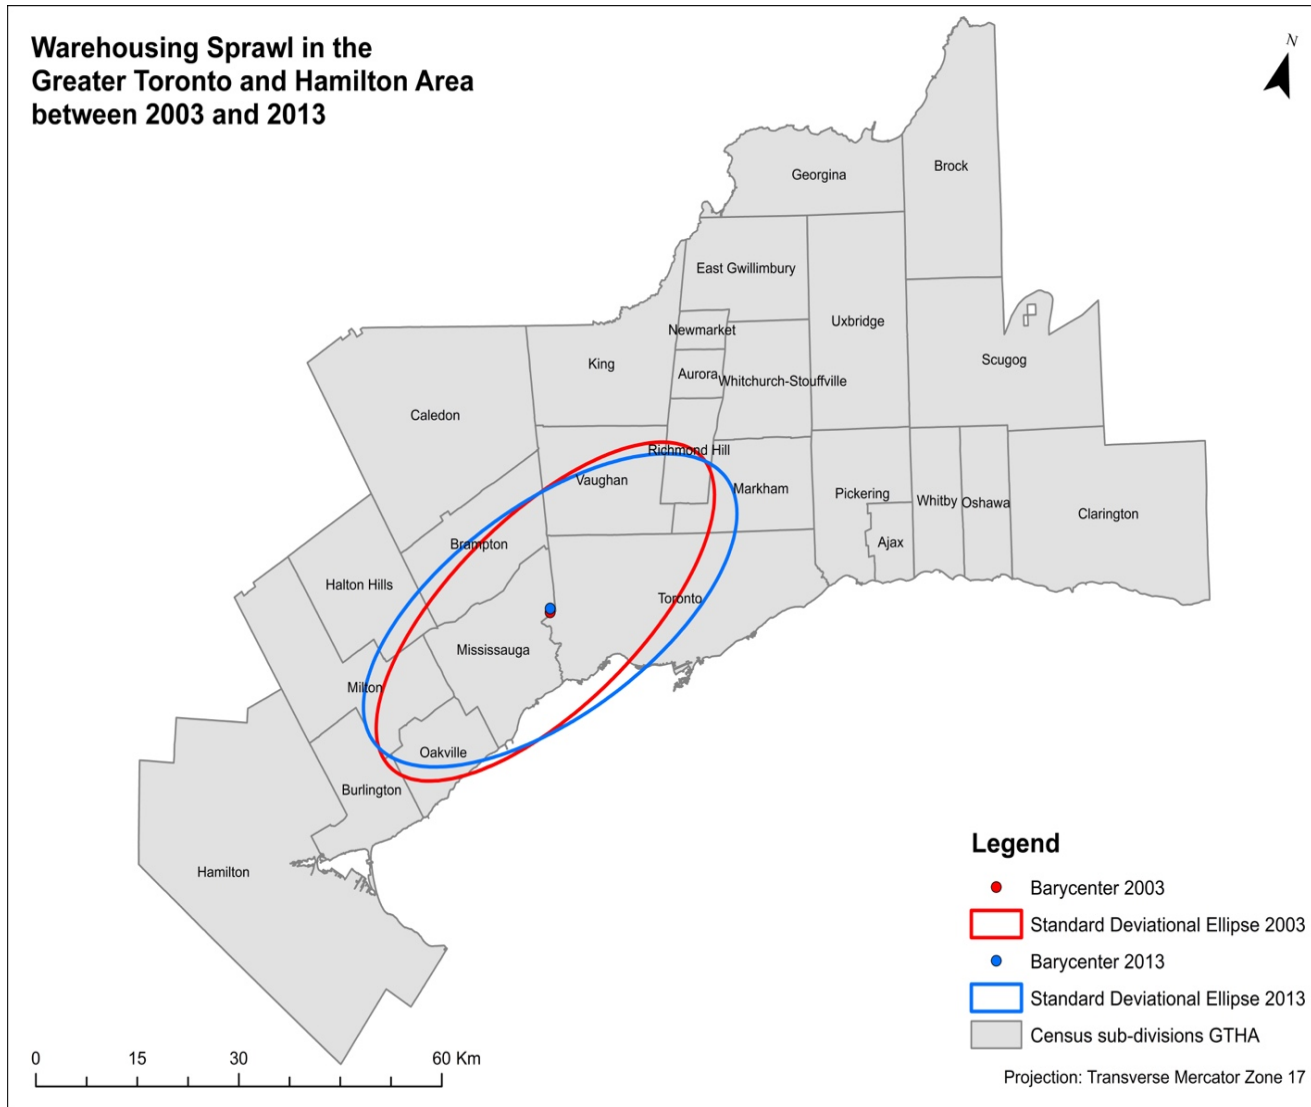 Warehousing Sprawl in the
Greater Toronto and Hamilton Area
between 2003 and 2013
N
Brock
Georgina
East Gwillimbury
Uxbridge
Newmarket
Scugog
King
Aurora
Whitchurch-Stouffville
Caledon
Richmond Hill
Vaughan
Markham
Pickering
Whitby
Oshawa
Clarington
Ajax
Brampton
Halton Hills
Toronto
Mississauga
Milton
Oakville
Burlington
Hamilton
Legend
Barycenter 2003
Standard Deviational Ellipse 2003
Barycenter 2013
Standard Deviational Ellipse 2013
Census sub-divisions GTHA
0 15 30 60 Km
Projection: Transverse Mercator Zone 17